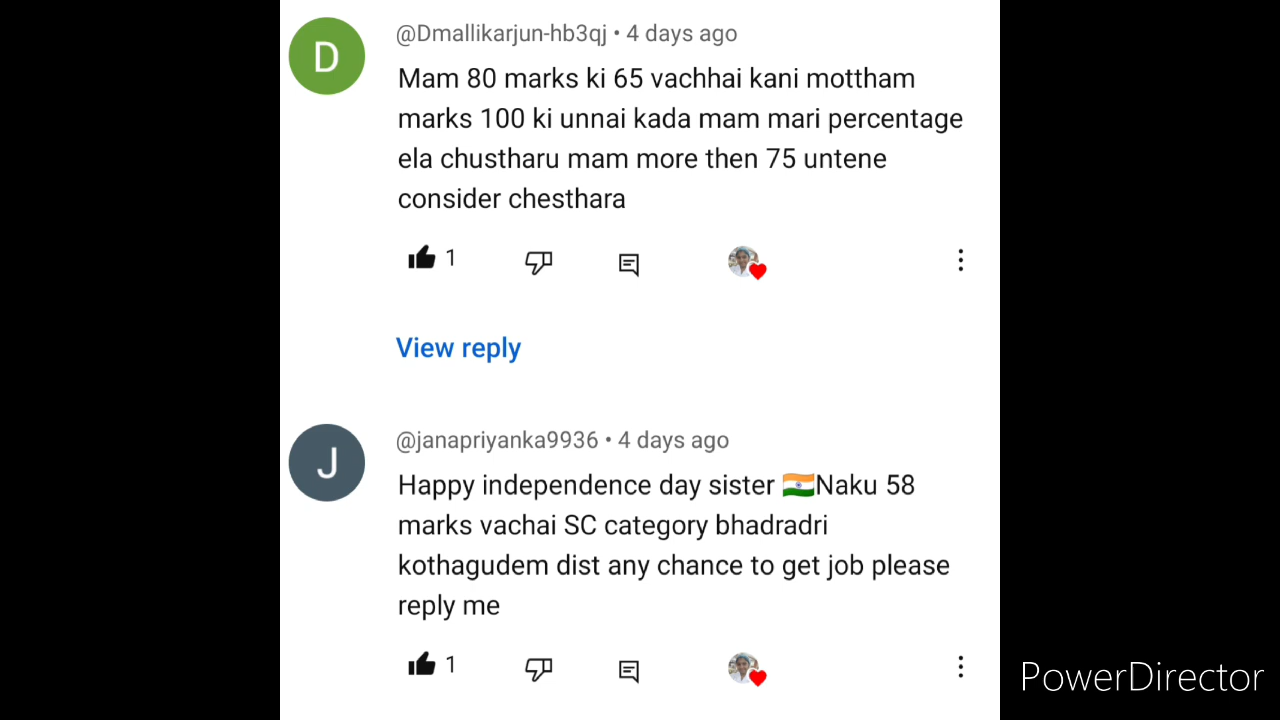 D
@Dmallikarjun-hb3qj • 4 days ago
Mam 80 marks ki 65 vachhai kani mottham
marks 100 ki unnai kada mam mari percentage
ela chustharu mam more then 75 untene
consider chesthara
1
View reply
J
@janapriyanka9936 • 4 days ago
Happy independence day sister 🇮🇳Naku 58
marks vachai SC category bhadradri
kothagudem dist any chance to get job please
reply me
1
PowerDirector